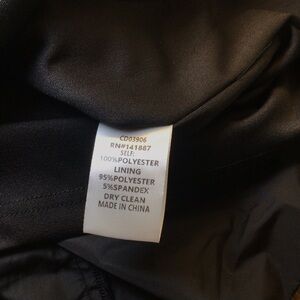 CD03906
RN#141887
SELF:
100%POLYESTER
LINING
95%POLYESTER
5%SPANDEX
DRY CLEAN
MADE IN CHINA